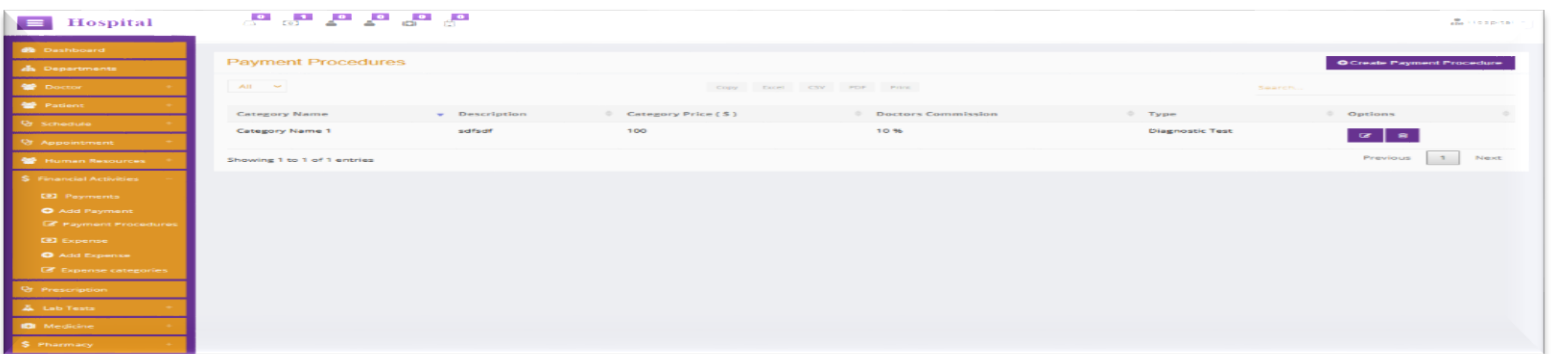 Hospital
Dashboard
Departments
Doctor
Patient
Schedule
Appointment
Human Resources
$ Financial Activities
Payments
Add Payment
Payment Procedures
Expense
Add Expense
Expense categories
Prescription
Lab Tests
Medicine
$ Pharmacy
Payment Procedures
Create Payment Procedure
All
Copy Excel CSV PDF Print
Search...
Category Name Description Category Price ( $ ) Doctors Commission Type Options
Category Name 1 sdfsdf 100 10 % Diagnostic Test
Showing 1 to 1 of 1 entries
Previous 1 Next